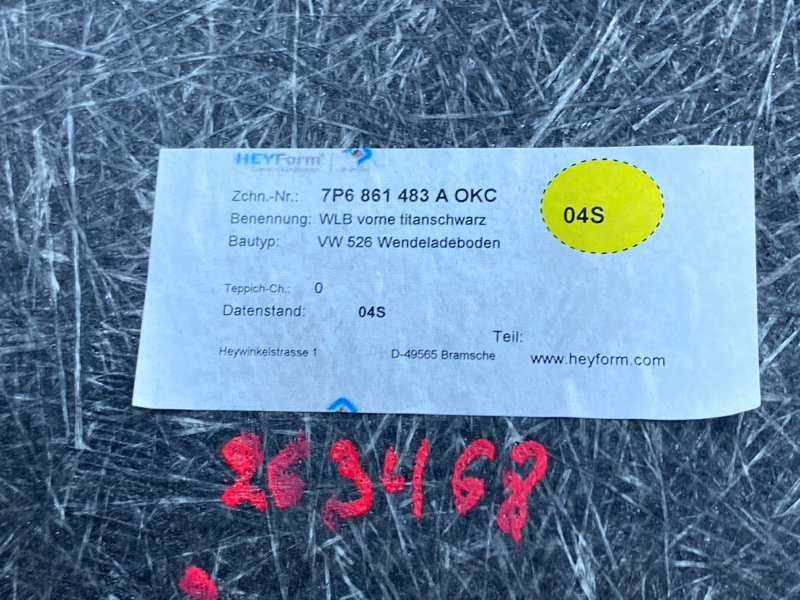 HEYForm
Zchn.-Nr.: 7P6 861 483 A OKC
Benennung: WLB vorne titanschwarz
04S
Bautyp: VW 526 Wendeladeboden
Teppich-Ch.: 0
Datenstand: 04S
Teil:
Heywinkelstrasse 1 D-49565 Bramsche www.heyform.com